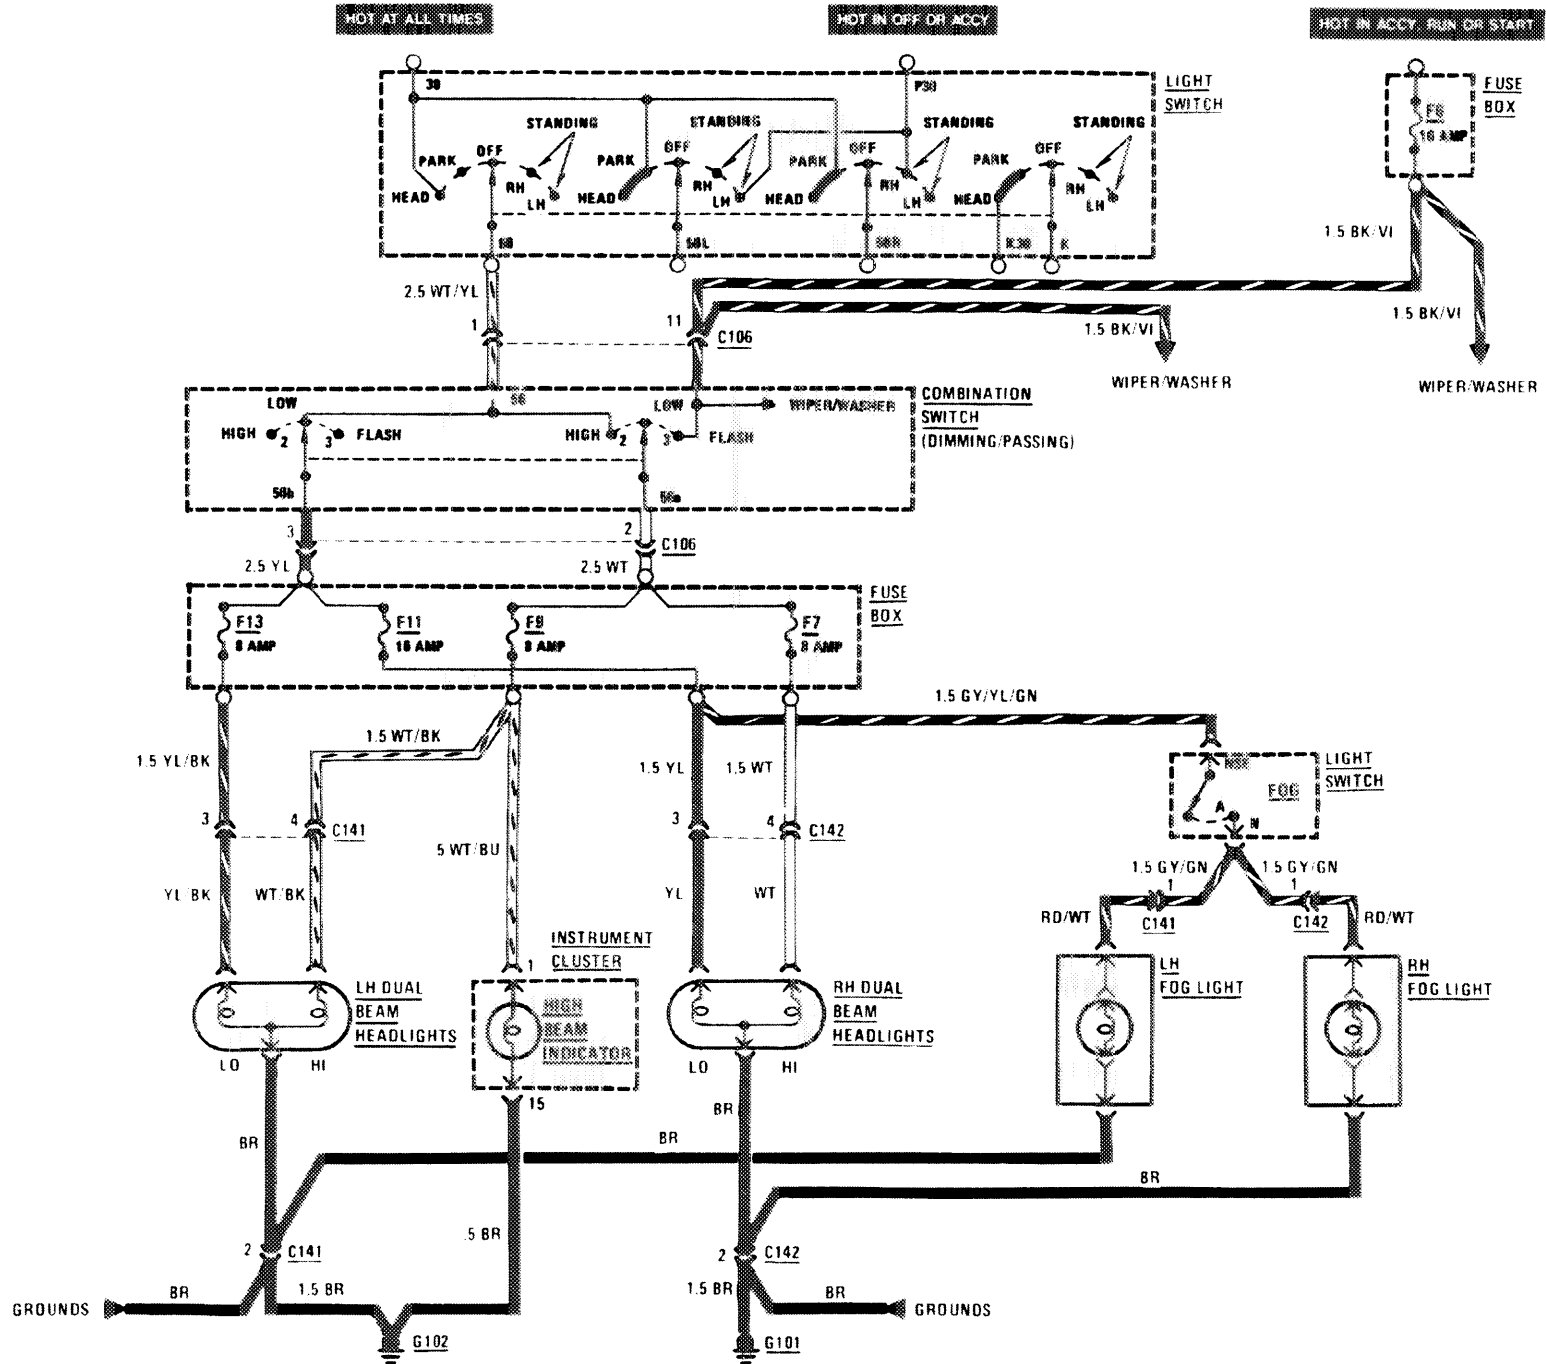 HOT AT ALL TIMES
HOT IN OFF OR ACCY
HOT IN ACCY RUN OR START
30
P30
LIGHT
SWITCH
FUSE
BOX
F6
16 AMP
STANDING
STANDING
STANDING
STANDING
PARK
OFF
HEAD
RH
LH
PARK
OFF
HEAD
RH
LH
PARK
OFF
HEAD
RH
LH
PARK
OFF
HEAD
RH
LH
58L
58R
K30
K
1.5 BK/VI
2.5 WT/YL
1
11
C106
1.5 BK/VI
1.5 BK/VI
WIPER/WASHER
WIPER/WASHER
56
LOW
HIGH
2
3
FLASH
LOW
HIGH
2
3
FLASH
WIPER/WASHER
COMBINATION
SWITCH
(DIMMING/PASSING)
56b
56a
3
2
C106
2.5 YL
2.5 WT
FUSE
BOX
F13
8 AMP
F11
16 AMP
F9
8 AMP
F7
8 AMP
1.5 GY/YL/GN
1.5 WT/BK
1.5 YL/BK
1.5 YL
1.5 WT
LIGHT
SWITCH
FOG
A
N
3
4
C141
3
4
C142
5 WT/BU
1.5 GY/GN
1.5 GY/GN
1
1
C141
C142
YL/BK
WT/BK
YL
WT
RD/WT
RD/WT
INSTRUMENT
CLUSTER
1
LH DUAL
BEAM
HEADLIGHTS
HIGH
BEAM
INDICATOR
RH DUAL
BEAM
HEADLIGHTS
LH
FOG LIGHT
RH
FOG LIGHT
LO
HI
LO
HI
15
BR
BR
BR
BR
.5 BR
2
C141
2
C142
BR
1.5 BR
1.5 BR
BR
GROUNDS
GROUNDS
G102
G101